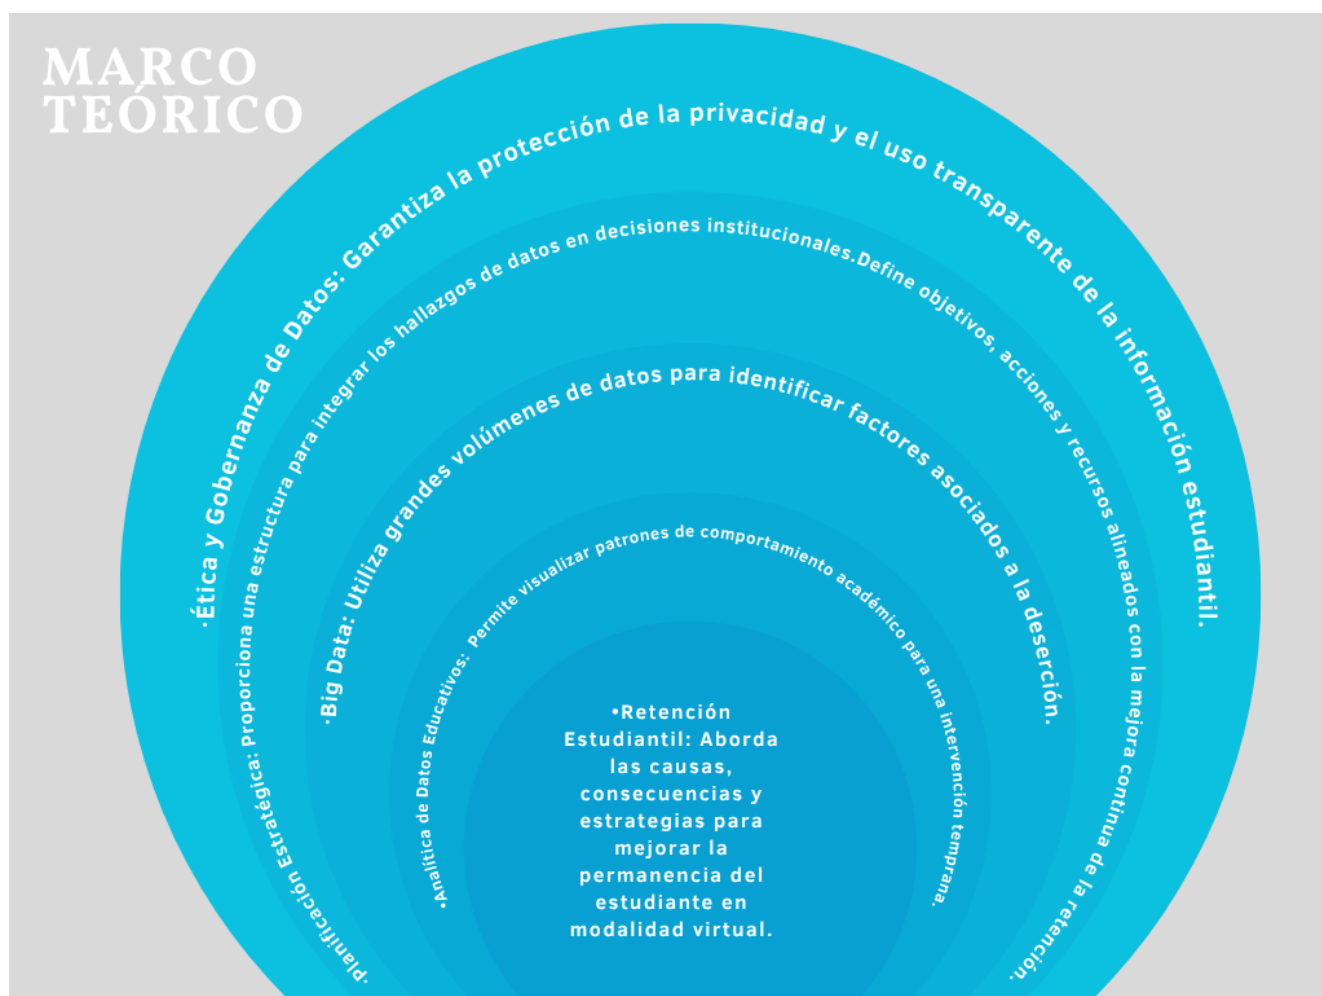 MARCO
TEÓRICO
·Ética y Gobernanza de Datos: Garantiza la protección de la privacidad y el uso transparente de la información estudiantil.
·Planificación Estratégica: Proporciona una estructura para integrar los hallazgos de datos en decisiones institucionales.Define objetivos, acciones y recursos alineados con la mejora continua de la retención.
·Big Data: Utiliza grandes volúmenes de datos para identificar factores asociados a la deserción.
•Analítica de Datos Educativos: Permite visualizar patrones de comportamiento académico para una intervención temprana.
•Retención
Estudiantil: Aborda
las causas,
consecuencias y
estrategias para
mejorar la
permanencia del
estudiante en
modalidad virtual.